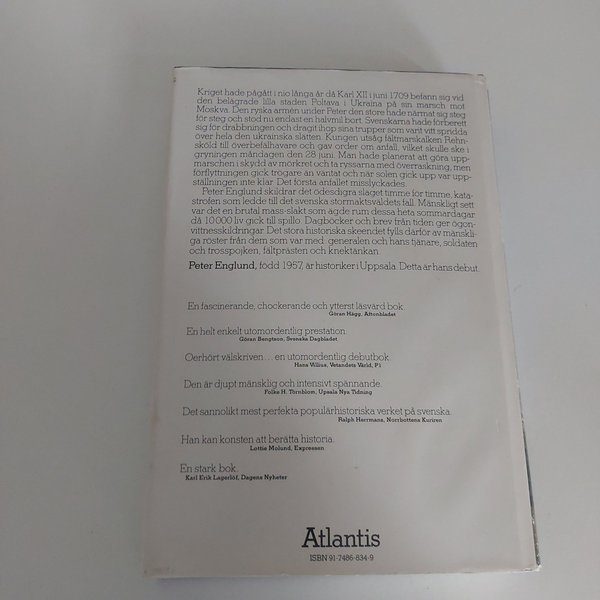 Kriget hade pågått i nio långa år då Karl XII i juni 1709 befann sig vid
den belägrade lilla staden Poltava i Ukraina på sin marsch mot
Moskva. Den ryska armén under Peter den store hade närmat sig steg
för steg och stod nu endast en halvmil bort. Svenskarna hade förberett
sig för drabbningen och dragit ihop sina trupper som varit vitt spridda
över hela den ukrainska slätten. Kungen utsåg fältmarskalken Rehn-
sköld till överbefälhavare och gav order om anfall, vilket skulle ske i
gryningen måndagen den 28 juni. Man hade planerat att göra upp-
marschen i skydd av mörkret och ta ryssarna med överraskning, men
förflyttningen gick trögare än väntat och när solen gick upp var upp-
ställningen inte klar. Det första anfallet misslyckades.
Peter Englund skildrar det ödesdigra slaget timme för timme, kata-
strofen som ledde till det svenska stormaktsväldets fall. Mänskligt sett
var det en brutal mass-slakt som ägde rum dessa heta sommardagar
då 10 000 liv gick till spillo. Dagböcker och brev från tiden ger ögon-
vittnesskildringar. Det stora historiska skeendet fylls därför av mänskli-
ga röster från dem som var med: generalen och hans tjänare, soldaten
och trosspojken, fältprästen och knektänkan.
Peter Englund, född 1957, är historiker i Uppsala. Detta är hans debut.
En fascinerande, chockerande och ytterst läsvärd bok.
Göran Hägg, Aftonbladet
En helt enkelt utomordentlig prestation.
Göran Bengtson, Svenska Dagbladet
Oerhört välskriven... en utomordentlig debutbok.
Hans Villius, Vetandets Värld, P1
Den är djupt mänsklig och intensivt spännande.
Folke H. Törnblom, Upsala Nya Tidning
Det sannolikt mest perfekta populärhistoriska verket på svenska.
Ralph Herrmans, Norrbottens Kuriren
Han kan konsten att berätta historia.
Lottie Molund, Expressen
En stark bok.
Karl Erik Lagerlöf, Dagens Nyheter
Atlantis
ISBN 91-7486-834-9